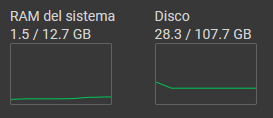 RAM del sistema
1.5 / 12.7 GB
Disco
28.3 / 107.7 GB